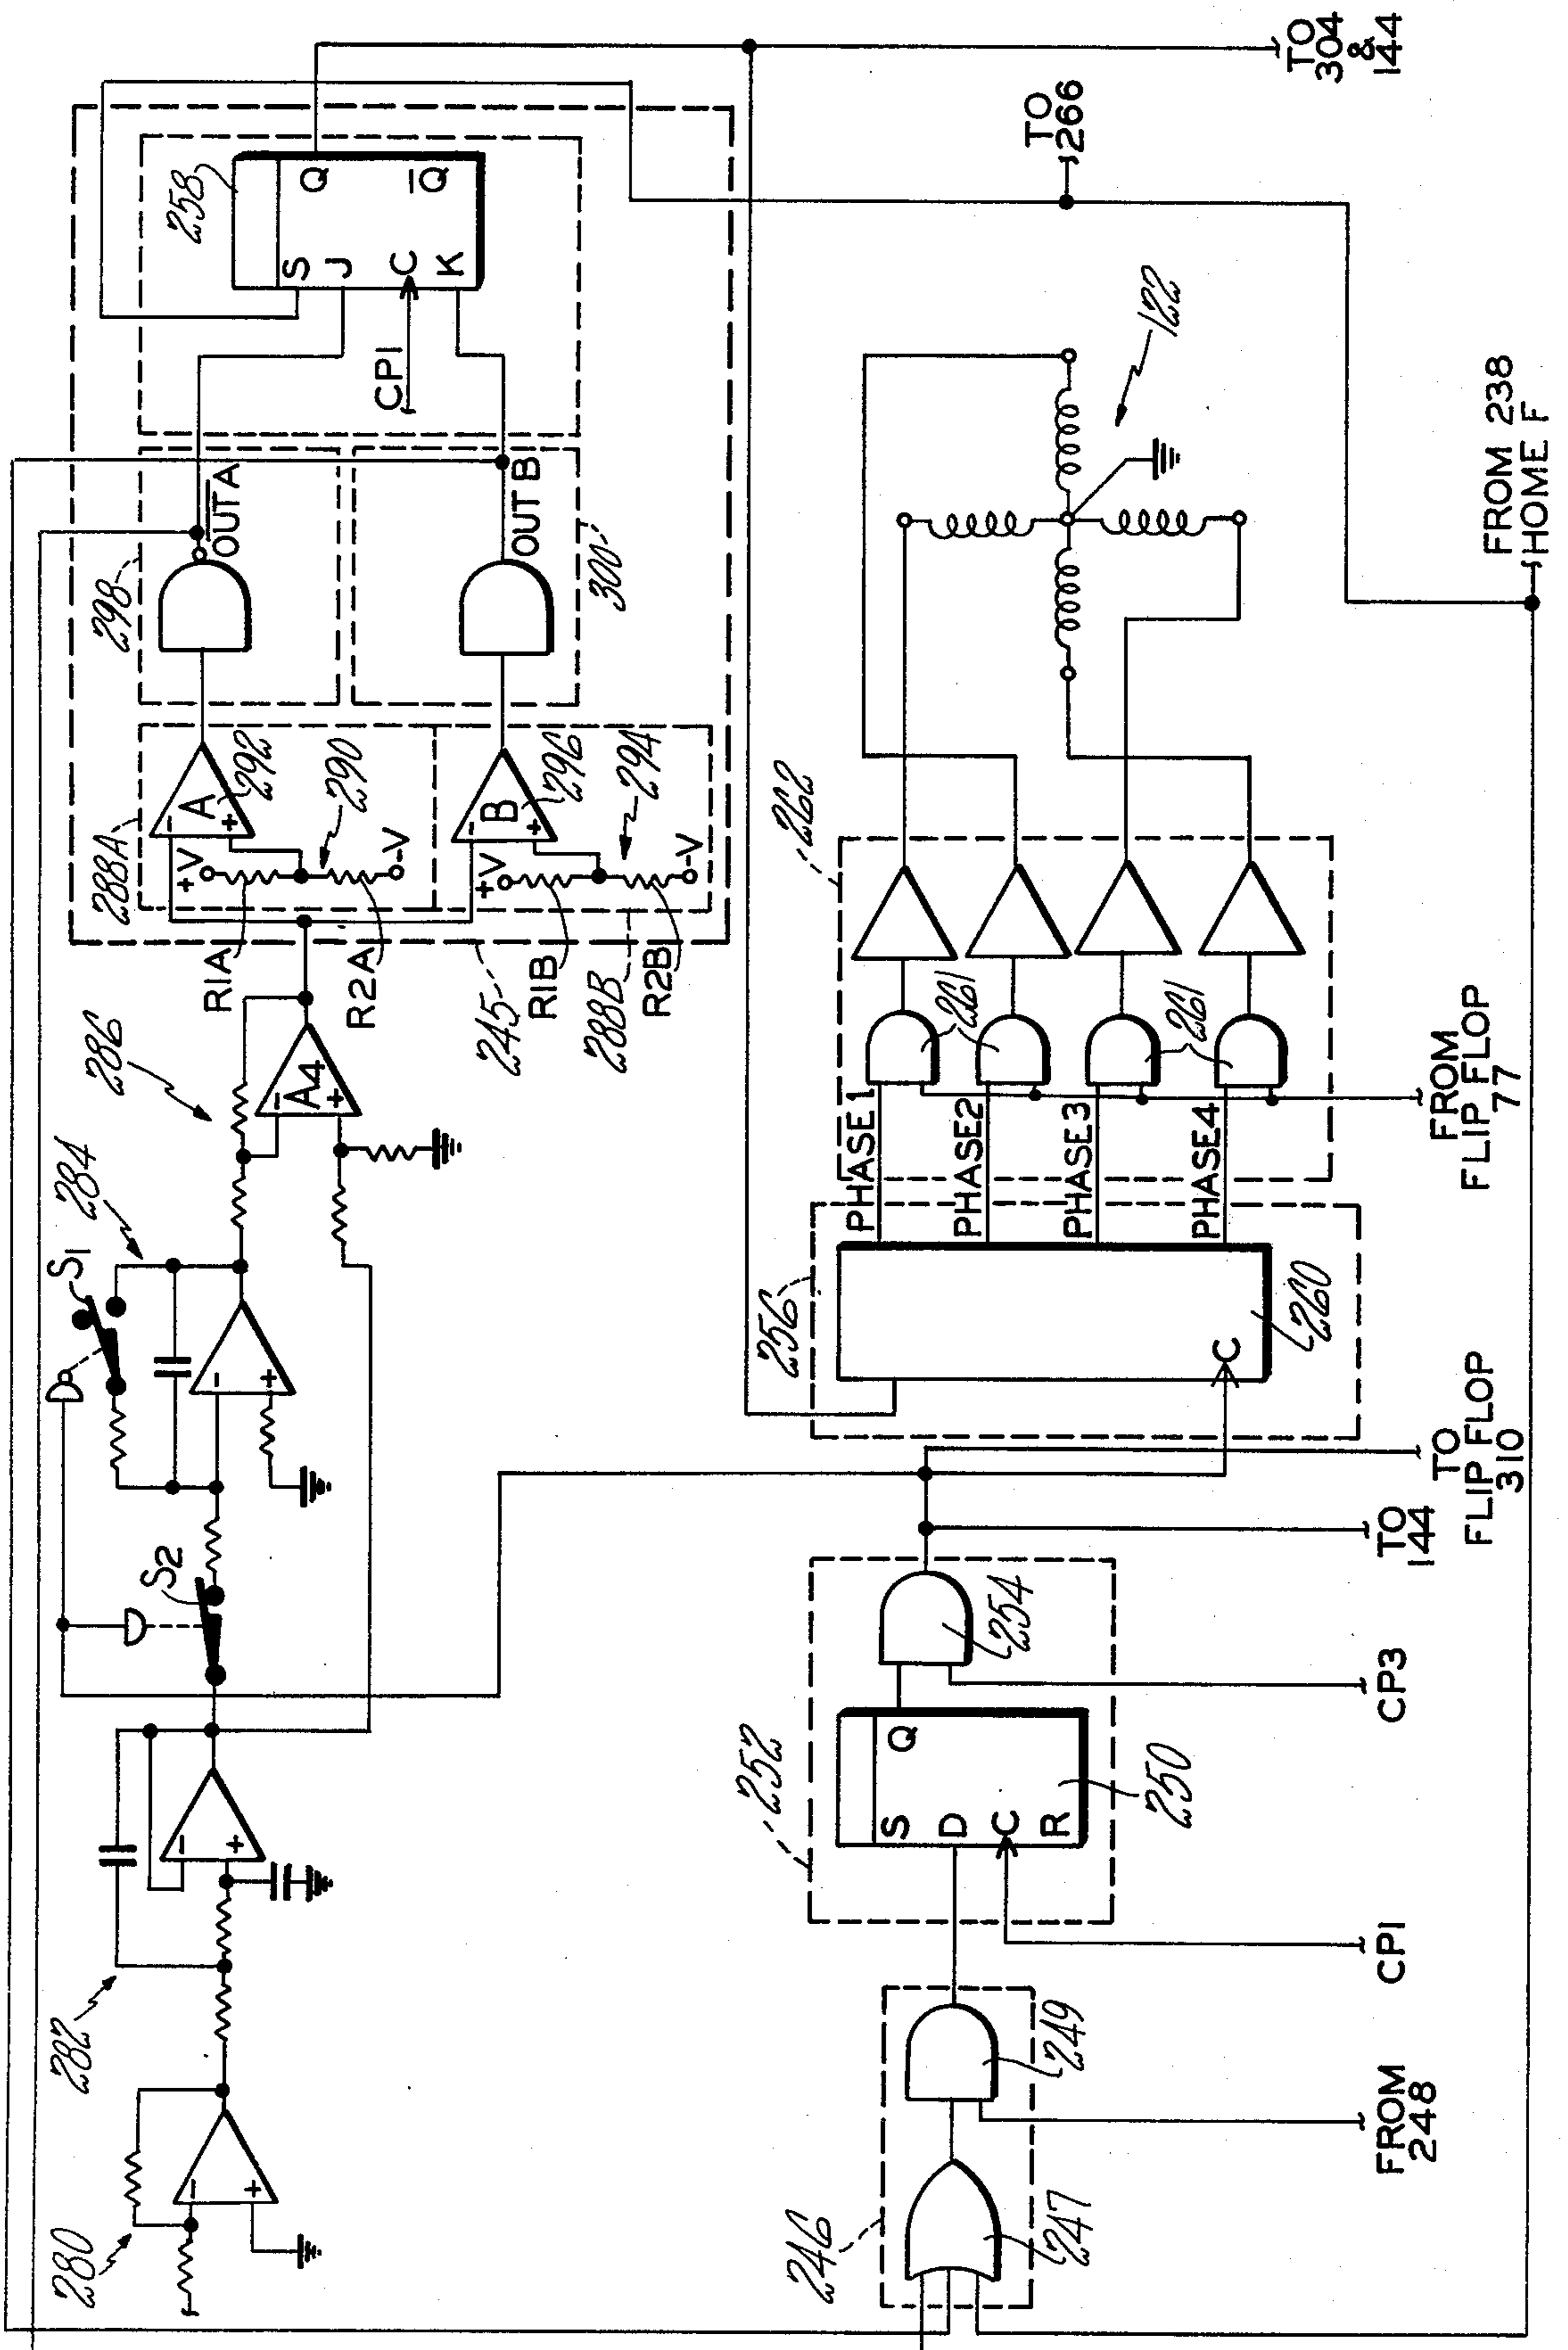 280
282
S2
S1
284
286
A4
R1A
R2A
245
R1B
288B
R2B
288A
+V
-V
A
292
290
+V
-V
B
296
294
298
OUT A
OUT B
300
258
S
J
C
K
Q
Q
CP1
TO
304
&
144
TO
266
122
262
261
261
PHASE 1
PHASE 2
PHASE 3
PHASE 4
FROM
FLIP FLOP
77
256
260
C
TO
FLIP FLOP
310
TO
144
254
CP3
252
S
D
C
R
Q
250
CP1
249
FROM
248
246
247
FROM 238
HOME F